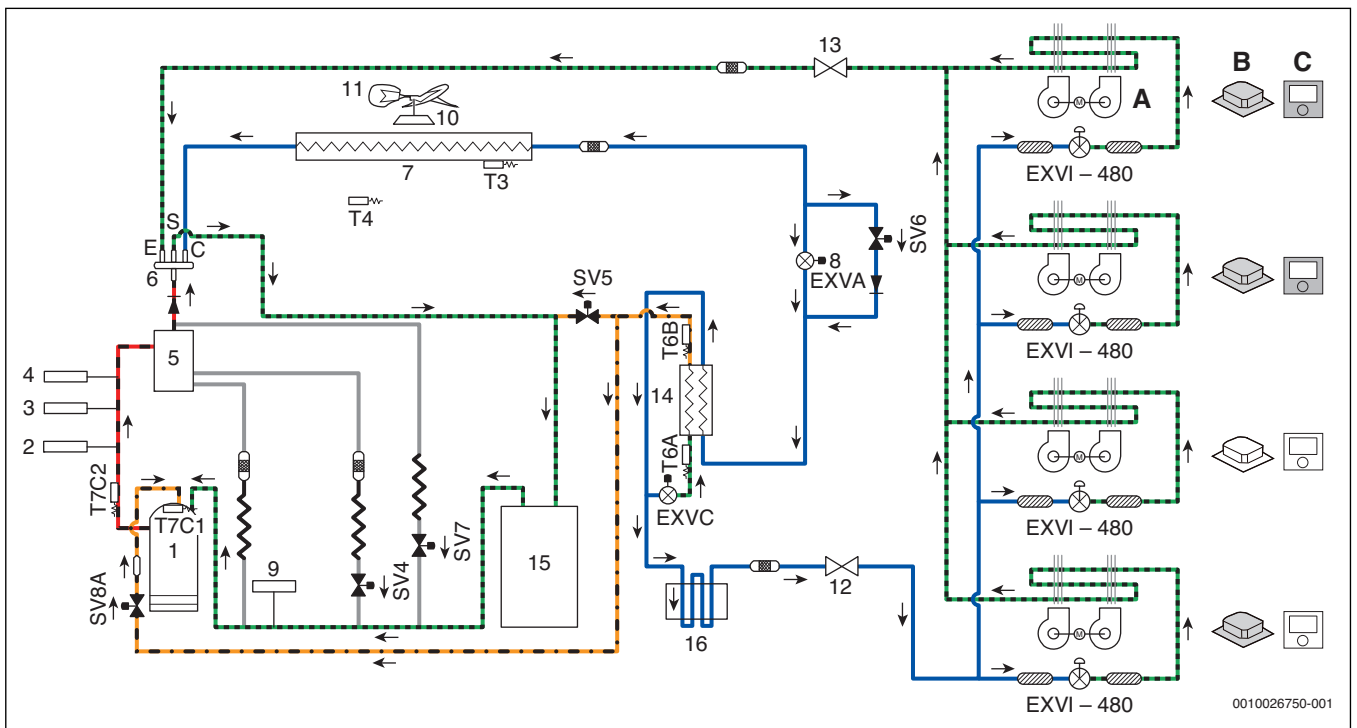 13
11
10
A
B
C
EXVI – 480
7
T3
T4
S
E
C
6
8
EXVA
SV6
M
EXVI – 480
SV5
T6B
5
4
3
2
14
T6A
M
EXVI – 480
T7C2
T7C1
1
EXVC
SV7
15
9
SV4
SV8A
12
16
M
M
EXVI – 480
0010026750-001